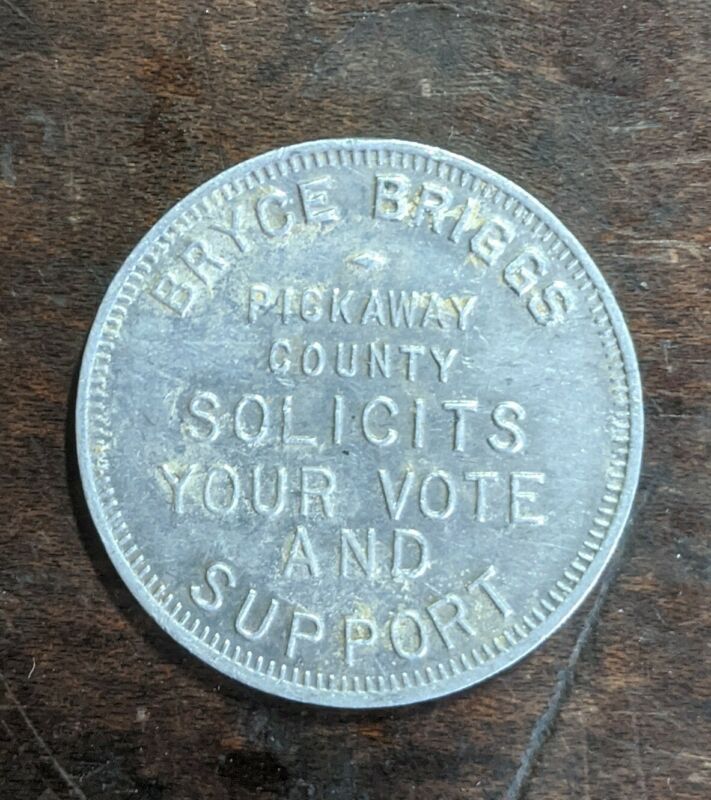 BRYCE BRIGGS
PICKAWAY
COUNTY
SOLICITS
YOUR VOTE
AND
SUPPORT